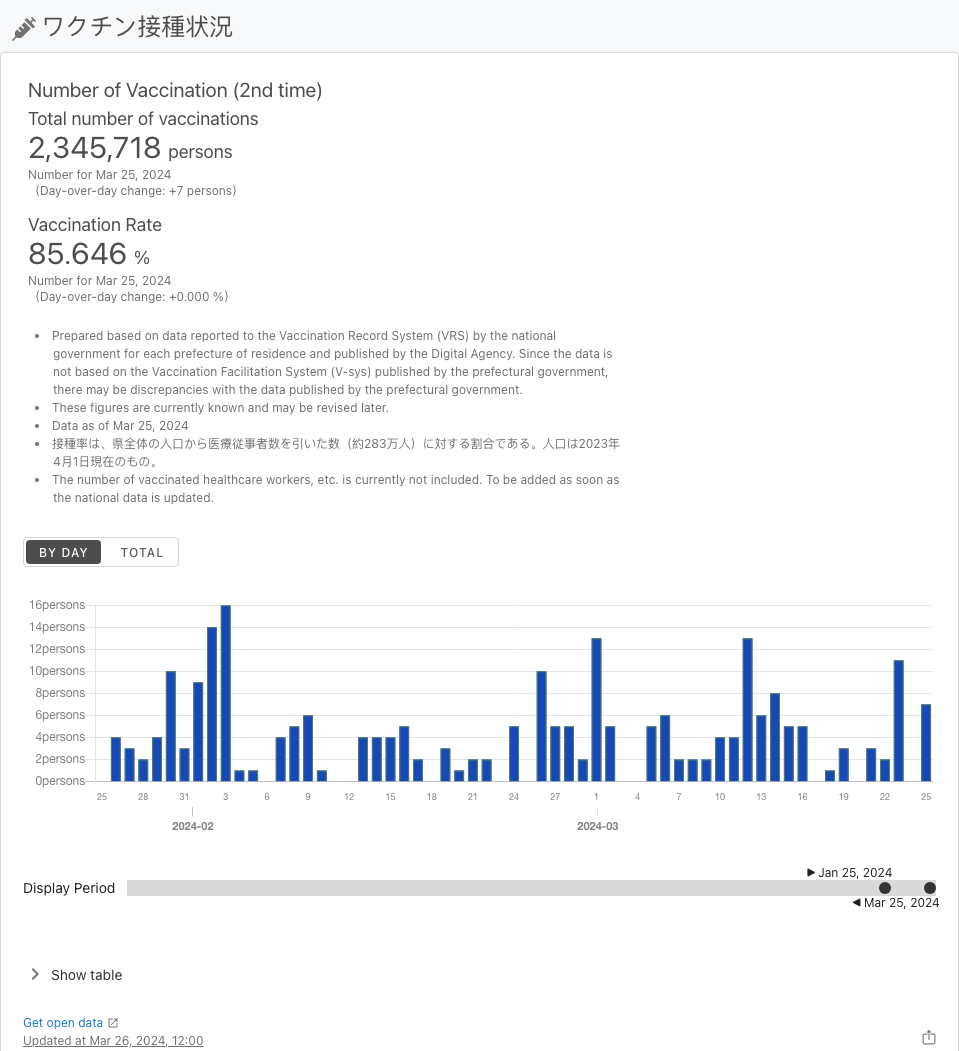 ワクチン接種状況
Number of Vaccination (2nd time)
Total number of vaccinations
2,345,718 persons
Number for Mar 25, 2024
（Day-over-day change: +7 persons）
Vaccination Rate
85.646 %
Number for Mar 25, 2024
（Day-over-day change: +0.000 %）
• Prepared based on data reported to the Vaccination Record System (VRS) by the national
government for each prefecture of residence and published by the Digital Agency. Since the data is
not based on the Vaccination Facilitation System (V-sys) published by the prefectural government,
there may be discrepancies with the data published by the prefectural government.
• These figures are currently known and may be revised later.
• Data as of Mar 25, 2024
• 接種率は、県全体の人口から医療従事者数を引いた数（約283万人）に対する割合である。人口は2023年
4月1日現在のもの。
• The number of vaccinated healthcare workers, etc. is currently not included. To be added as soon as
the national data is updated.
BY DAY TOTAL
16persons
14persons
12persons
10persons
8persons
6persons
4persons
2persons
0persons
25 28 31 3 6 9 12 15 18 21 24 27 1 4 7 10 13 16 19 22 25
2024-02 2024-03
Jan 25, 2024
Display Period
Mar 25, 2024
Show table
Get open data
Updated at Mar 26, 2024, 12:00